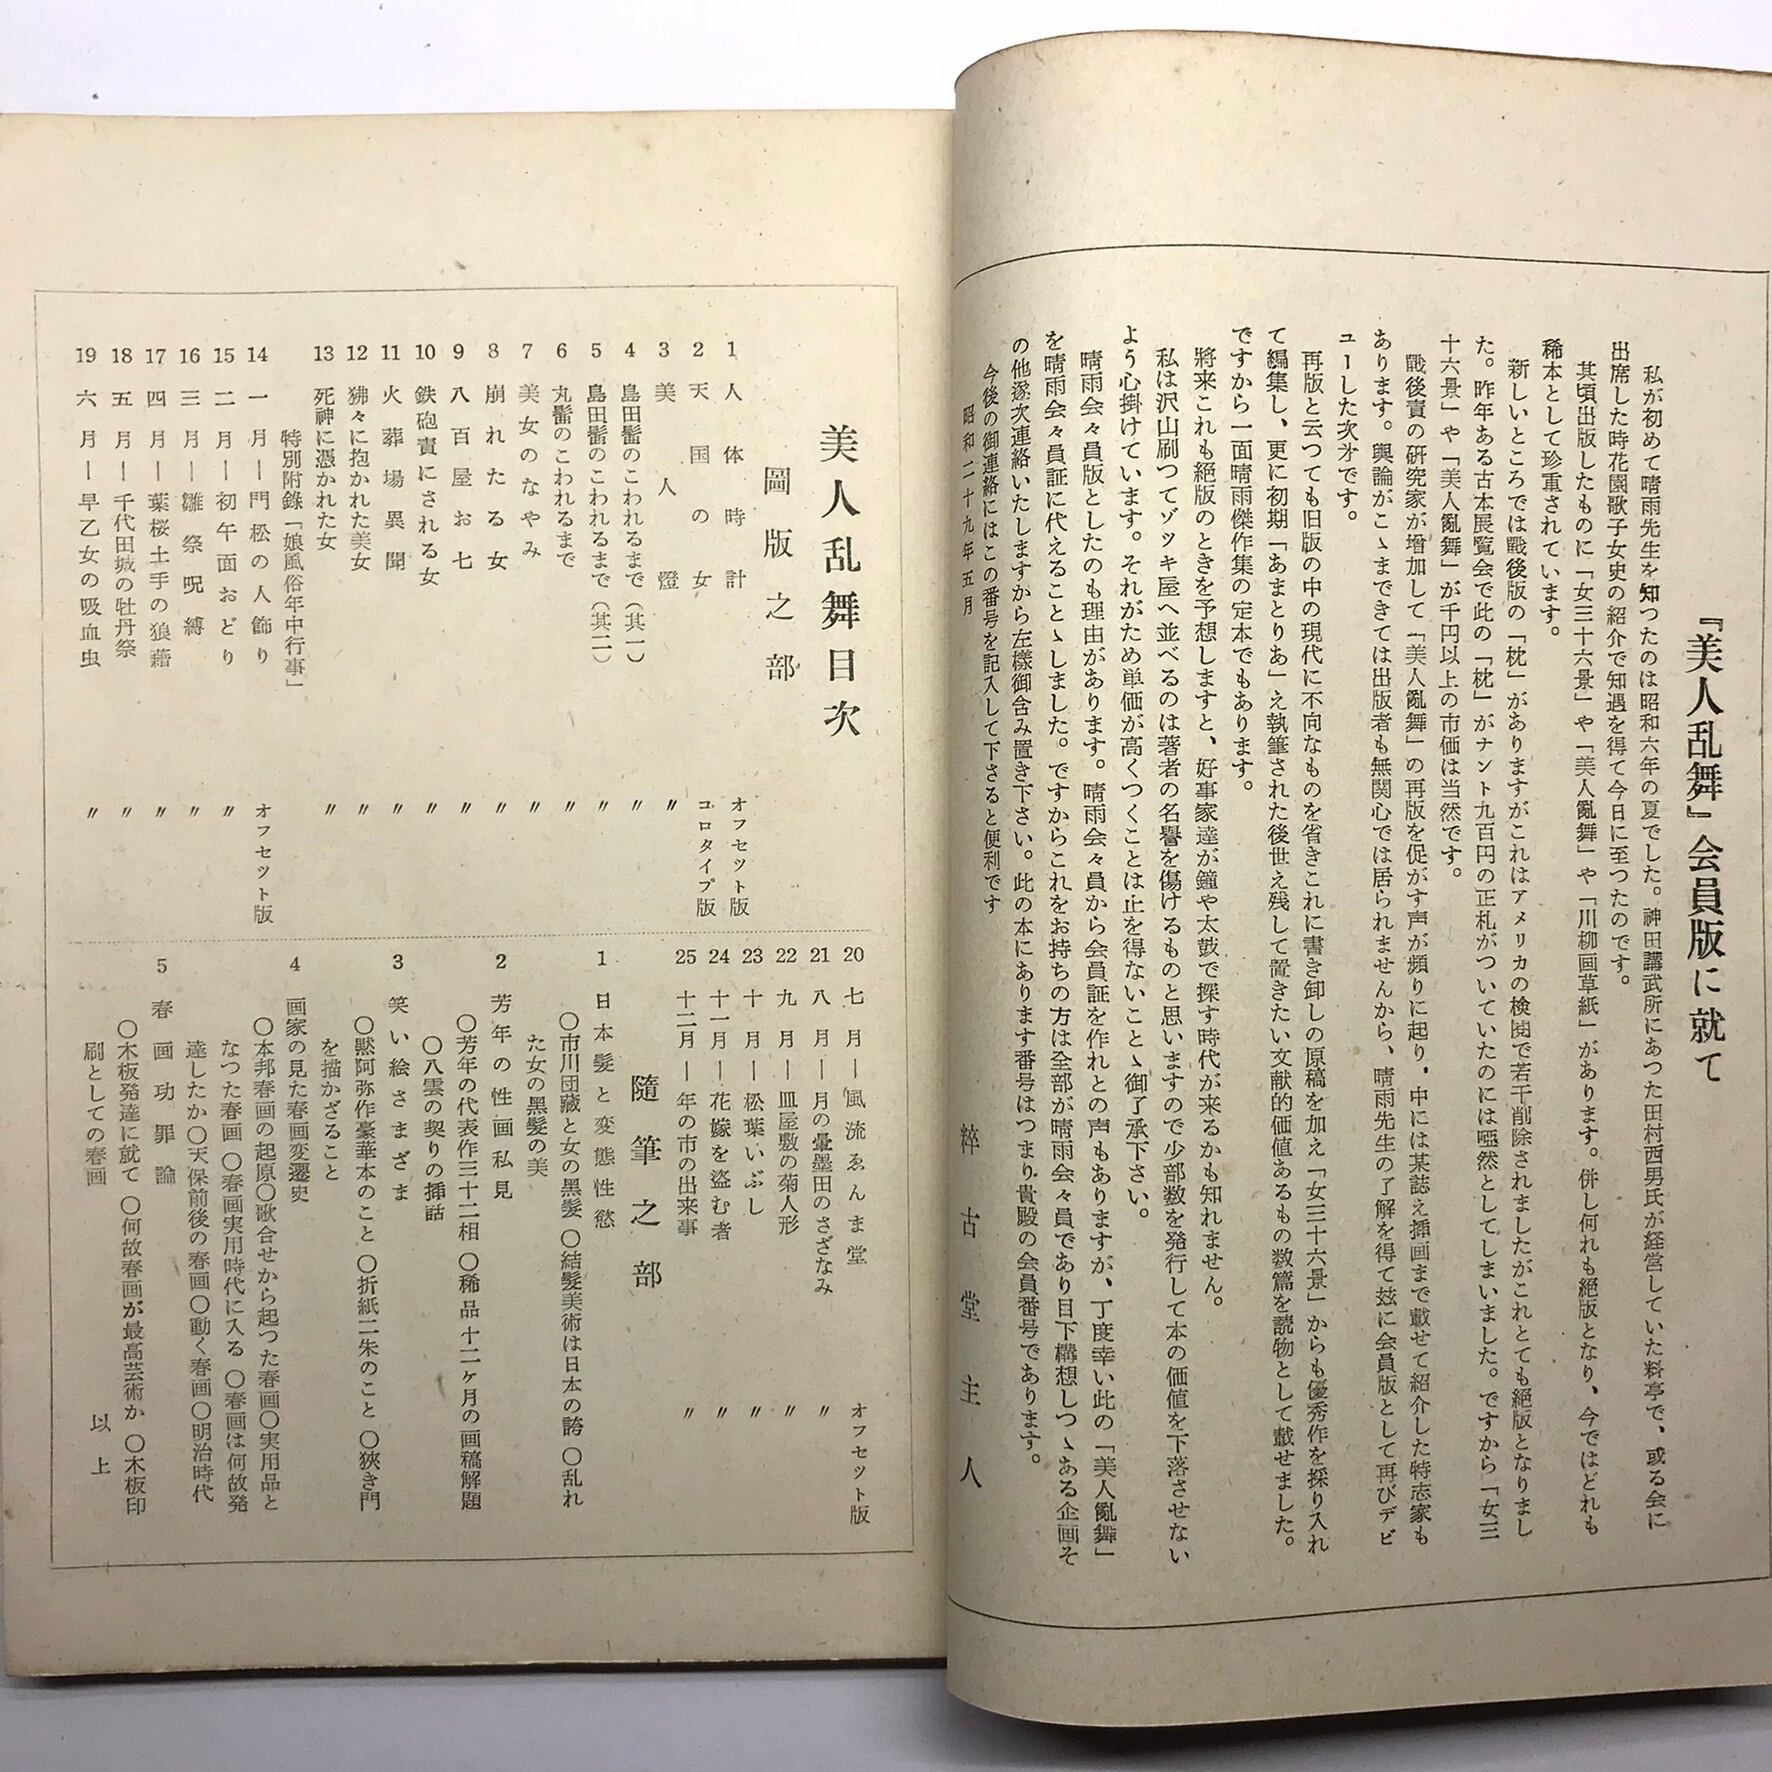 『美人乱舞』会員版に就て
私が初めて晴雨先生を知つたのは昭和六年の夏でした。神田講武所にあつた田村西男氏が経営していた料亭で、或る会に
出席した時花園歌子女史の紹介で知遇を得て今日に至つたのです。
其頃出版したものに「女三十六景」や「美人亂舞」や「川柳画草紙」があります。併し何れも絶版となり、今ではどれも
稀本として珍重されています。
新しいところでは戰後版の「枕」がありますがこれはアメリカの検閲で若干削除されましたがこれとても絶版となりまし
た。昨年ある古本展覧会で此の「枕」がナント九百円の正札がついていたのには啞然としてしまいました。ですから「女三
十六景」や「美人亂舞」が千円以上の市価は当然です。
戰後責の研究家が増加して「美人亂舞」の再版を促がす声が頻りに起り、中には某誌え挿画まで載せて紹介した特志家も
あります。輿論がこゝまできては出版者も無関心では居られませんから、晴雨先生の了解を得て玆に会員版として再びデビ
ユーした次才です。
再版と云つても旧版の中の現代に不向なものを省きこれに書き卸しの原稿を加え「女三十六景」からも優秀作を採り入れ
て編集し、更に初期「あまとりあ」え執筆された後世え残して置きたい文献的価値あるもの数篇を読物として載せました。
ですから一面晴雨傑作集の定本でもあります。
将来これも絶版のときを予想しますと、好事家達が鐘や太鼓で探す時代が来るかも知れません。
私は沢山刷つてゾツキ屋へ並べるのは著者の名譽を傷けるものと思いますので少部数を発行して本の価値を下落させない
よう心掛けています。それがため単価が高くつくことは止を得ないことゝ御了承下さい。
晴雨会々員版としたのも理由があります。晴雨会々員から会員証を作れとの声もありますが、丁度幸い此の「美人亂舞」
を晴雨会々員証に代えることゝしました。ですからこれをお持ちの方は全部が晴雨会々員であり目下構想しつゝある企画そ
の他逐次連絡いたしますから左様御含み置き下さい。此の本にあります番号はつまり貴殿の会員番号であります。
今後の御連絡にはこの番号を記入して下さると便利です
昭和二十九年五月
粹古堂主人
美人乱舞目次
圖版之部
1 人体時計 オフセツト版
2 天国の女 コロタイプ版
3 美人燈 〃
4 島田髷のこわれるまで(其一) 〃
5 島田髷のこわれるまで(其二) 〃
6 丸髷のこわれるまで 〃
7 美女のなやみ 〃
8 崩れたる女 〃
9 八百屋お七 〃
10 鉄砲責にされる女 〃
11 火葬場異聞 〃
12 狒々に抱かれた美女 〃
13 死神に憑かれた女 〃
特別附録「娘風俗年中行事」
14 一月―門松の人飾り オフセツト版
15 二月―初午面おどり 〃
16 三月―雛祭呪縛 〃
17 四月―葉桜土手の狼藉 〃
18 五月―千代田城の牡丹祭 〃
19 六月―早乙女の吸血虫 〃
20 七月―風流ゑんま堂 オフセツト版
21 八月―月の暈墨田のさざなみ 〃
22 九月―皿屋敷の菊人形 〃
23 十月―松葉いぶし 〃
24 十一月―花嫁を盗む者 〃
25 十二月―年の市の出来事 〃
隨筆之部
1 日本髪と変態性慾
〇市川団蔵と女の黒髪 〇結髪美術は日本の誇 〇乱れ
た女の黒髪の美
2 芳年の性画私見
〇芳年の代表作三十二相 〇稀品十二ヶ月の画稿解題
〇八雲の契りの挿話
3 笑い絵さまざま
〇黙阿弥作豪華本のこと 〇折紙二朱のこと 〇狹き門
を描かざること
4 画家の見た春画変遷史
〇本邦春画の起原〇歌合せから起つた春画〇実用品と
なつた春画 〇春画実用時代に入る 〇春画は何故発
達したか〇天保前後の春画〇動く春画〇明治時代
5 春画功罪論
〇木板発達に就て 〇何故春画が最高芸術か 〇木板印
刷としての春画
以上